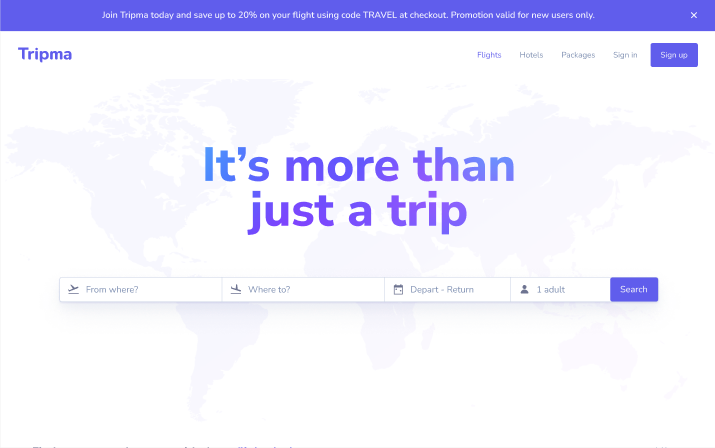 Join Tripma today and save up to 20% on your flight using code TRAVEL at checkout. Promotion valid for new users only.
Tripma
Flights
Hotels
Packages
Sign in
Sign up
It's more than
just a trip
From where?
Where to?
Depart - Return
1 adult
Search